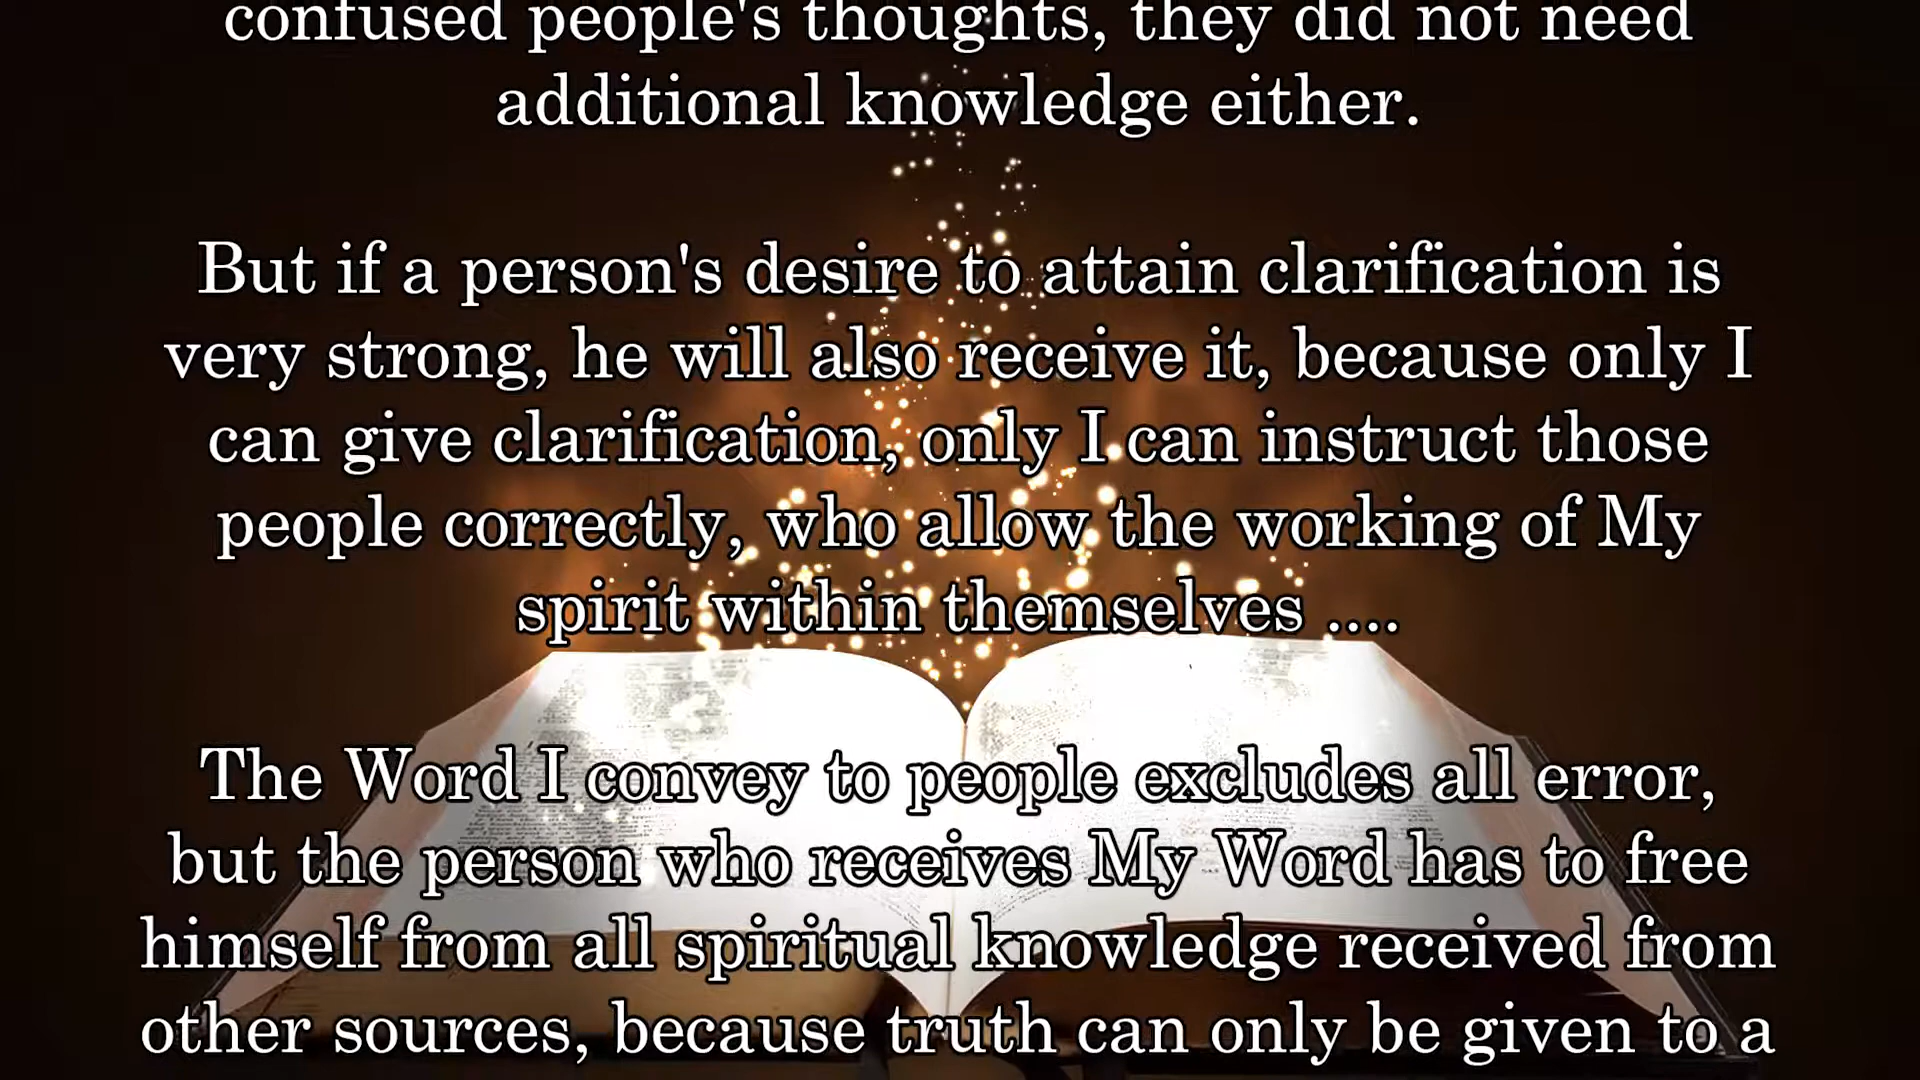 confused people's thoughts, they did not need
additional knowledge either.
But if a person's desire to attain clarification is
very strong, he will also receive it, because only I
can give clarification, only I can instruct those
people correctly, who allow the working of My
spirit within themselves ....
The Word I convey to people excludes all error,
but the person who receives My Word has to free
himself from all spiritual knowledge received from
other sources, because truth can only be given to a